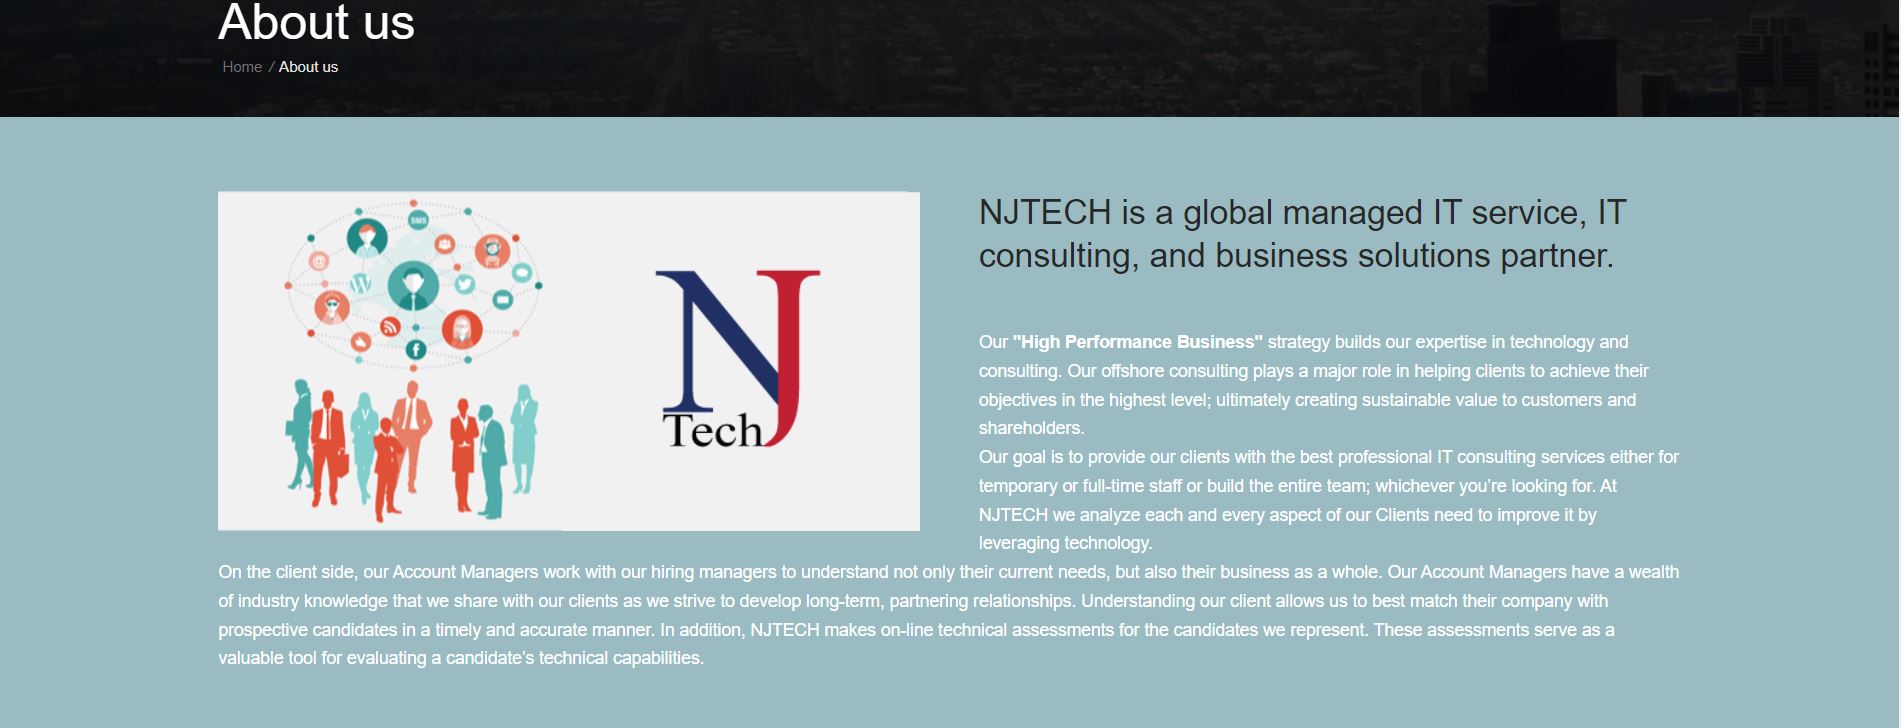 About us
Home / About us
SMS
NJ
Tech
NJTECH is a global managed IT service, IT
consulting, and business solutions partner.
Our "High Performance Business" strategy builds our expertise in technology and
consulting. Our offshore consulting plays a major role in helping clients to achieve their
objectives in the highest level; ultimately creating sustainable value to customers and
shareholders.
Our goal is to provide our clients with the best professional IT consulting services either for
temporary or full-time staff or build the entire team; whichever you’re looking for. At
NJTECH we analyze each and every aspect of our Clients need to improve it by
leveraging technology.
On the client side, our Account Managers work with our hiring managers to understand not only their current needs, but also their business as a whole. Our Account Managers have a wealth
of industry knowledge that we share with our clients as we strive to develop long-term, partnering relationships. Understanding our client allows us to best match their company with
prospective candidates in a timely and accurate manner. In addition, NJTECH makes on-line technical assessments for the candidates we represent. These assessments serve as a
valuable tool for evaluating a candidate’s technical capabilities.